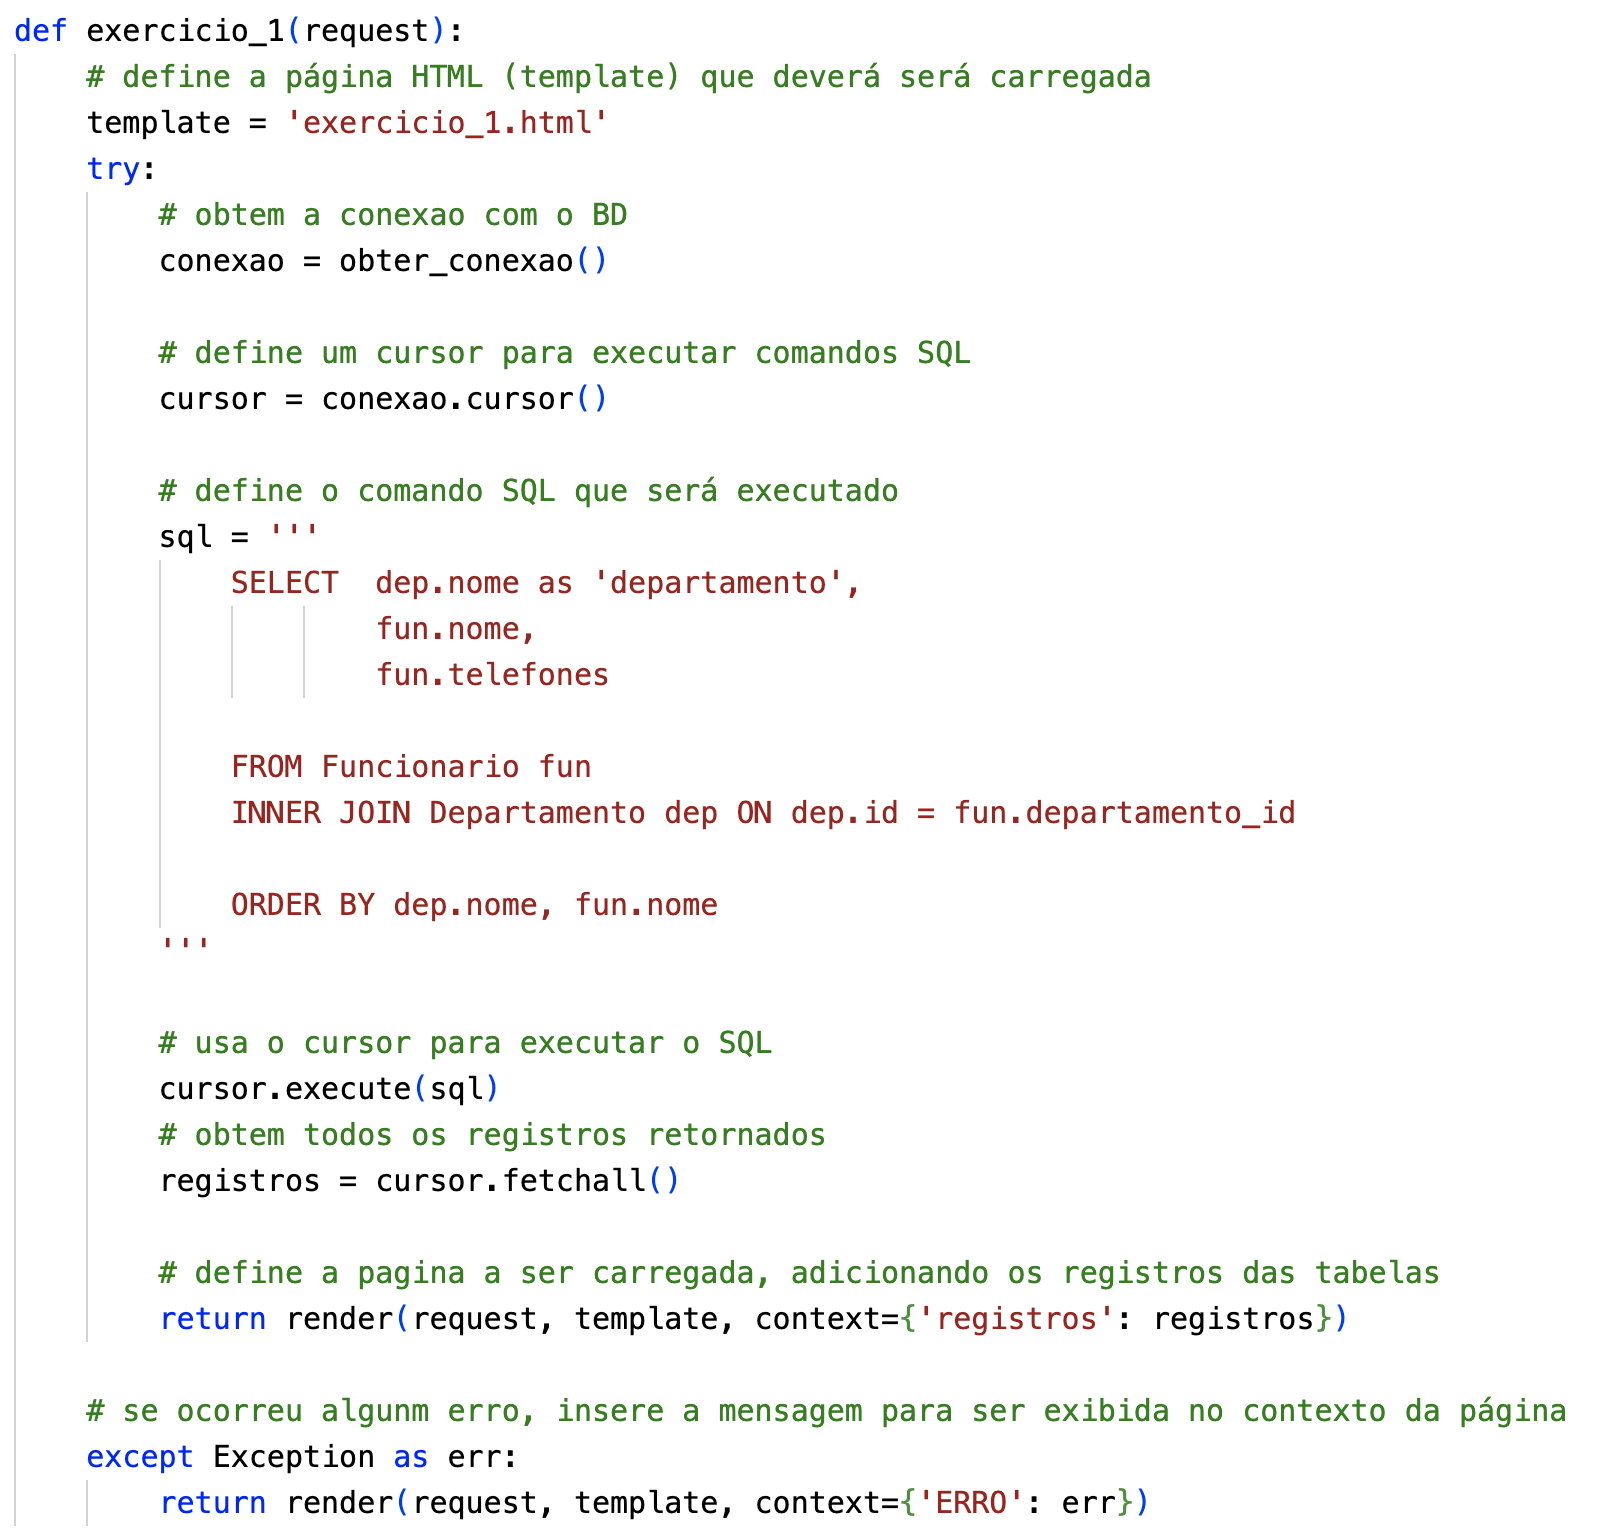 def exercicio_1(request):
    # define a página HTML (template) que deverá será carregada
    template = 'exercicio_1.html'
    try:
        # obtem a conexao com o BD
        conexao = obter_conexao()

        # define um cursor para executar comandos SQL
        cursor = conexao.cursor()

        # define o comando SQL que será executado
        sql = '''
            SELECT  dep.nome as 'departamento',
                    fun.nome,
                    fun.telefones

            FROM Funcionario fun
            INNER JOIN Departamento dep ON dep.id = fun.departamento_id

            ORDER BY dep.nome, fun.nome
        '''

        # usa o cursor para executar o SQL
        cursor.execute(sql)
        # obtem todos os registros retornados
        registros = cursor.fetchall()

        # define a pagina a ser carregada, adicionando os registros das tabelas
        return render(request, template, context={'registros': registros})

    # se ocorreu algunm erro, insere a mensagem para ser exibida no contexto da página
    except Exception as err:
        return render(request, template, context={'ERRO': err})